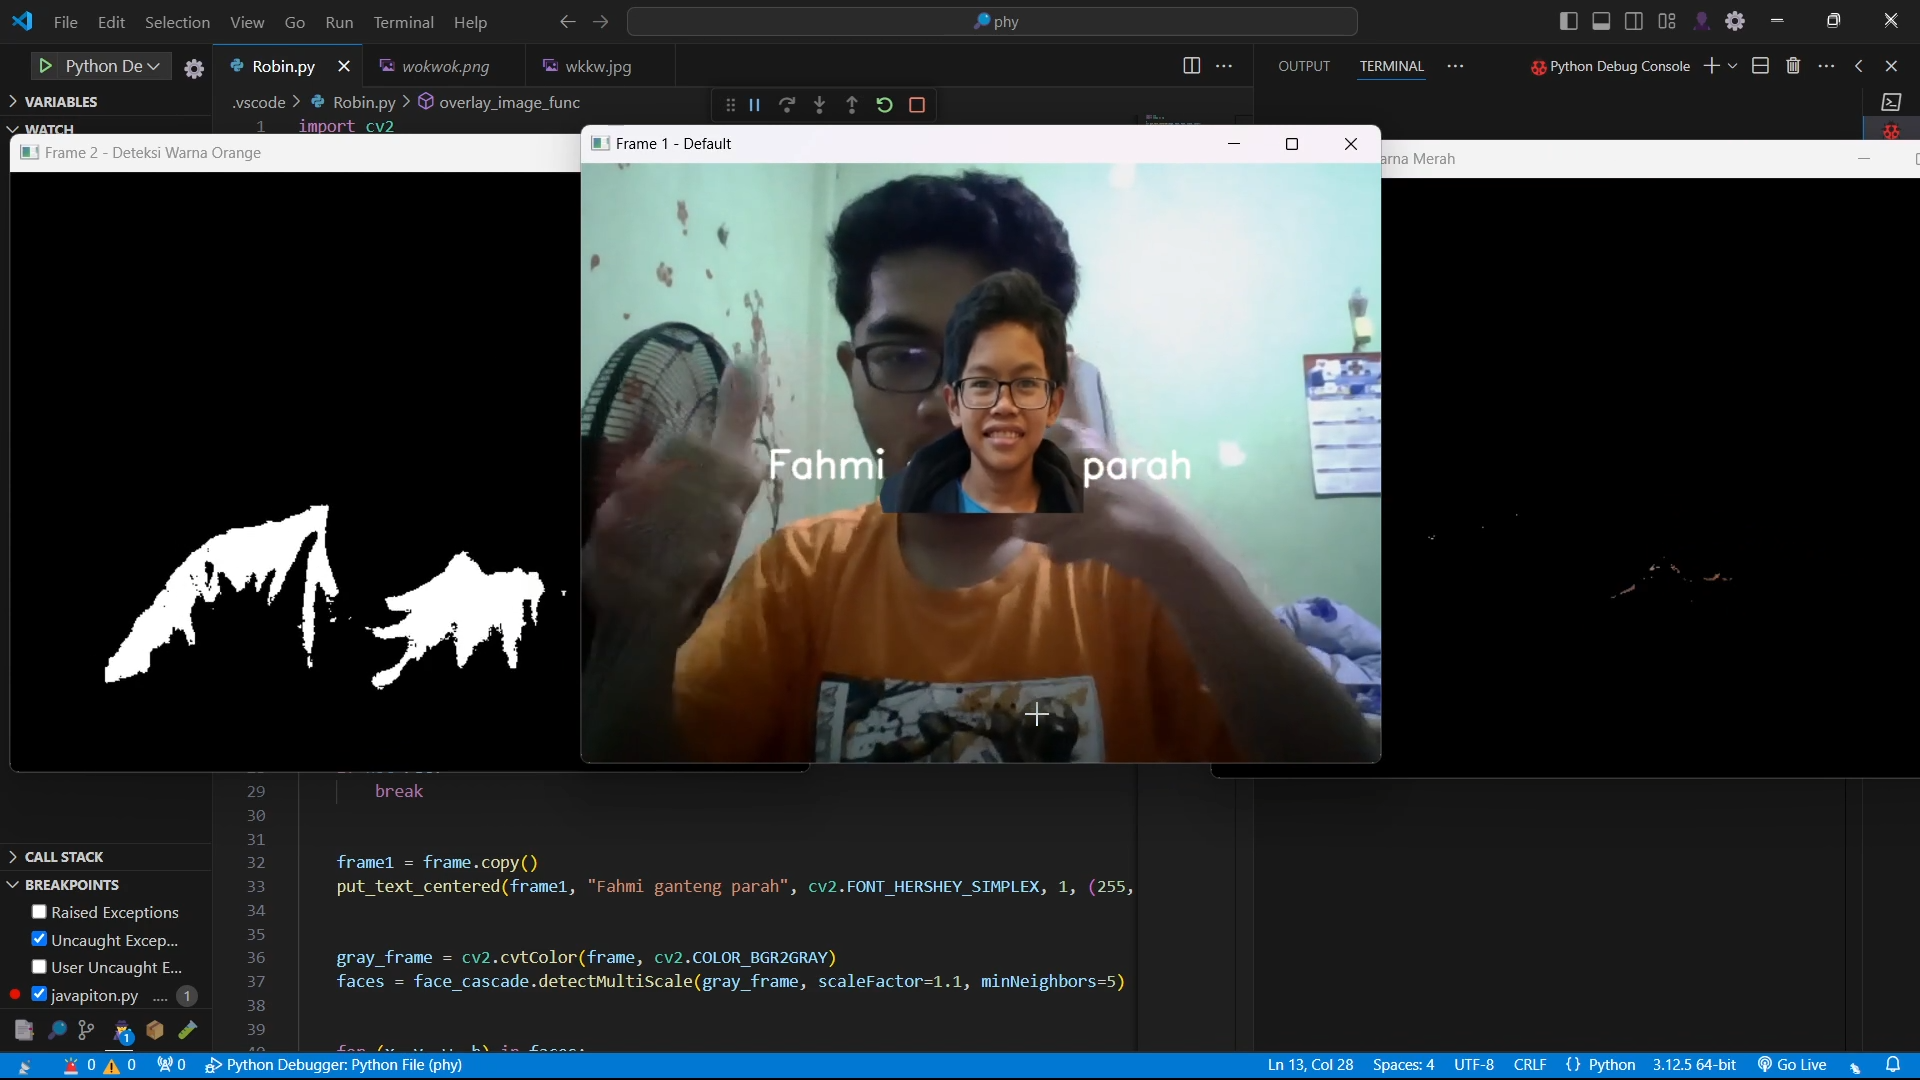 File Edit Selection View Go Run Terminal Help
phy
Python De
Robin.py
wokwok.png
wkkw.jpg
OUTPUT TERMINAL
Python Debug Console
VARIABLES
.vscode > Robin.py > overlay_image_func
WATCH
1 import cv2
Frame 2 - Deteksi Warna Orange
Frame 1 - Default
arna Merah
Fahmi parah
29 break
30
31
32 frame1 = frame.copy()
33 put_text_centered(frame1, "Fahmi ganteng parah", cv2.FONT_HERSHEY_SIMPLEX, 1, (255,
34
35
36 gray_frame = cv2.cvtColor(frame, cv2.COLOR_BGR2GRAY)
37 faces = face_cascade.detectMultiScale(gray_frame, scaleFactor=1.1, minNeighbors=5)
38
39
CALL STACK
BREAKPOINTS
Raised Exceptions
Uncaught Excep...
User Uncaught E...
javapiton.py .... 1
1
0 0 0 Python Debugger: Python File (phy)
Ln 13, Col 28 Spaces: 4 UTF-8 CRLF {} Python 3.12.5 64-bit Go Live